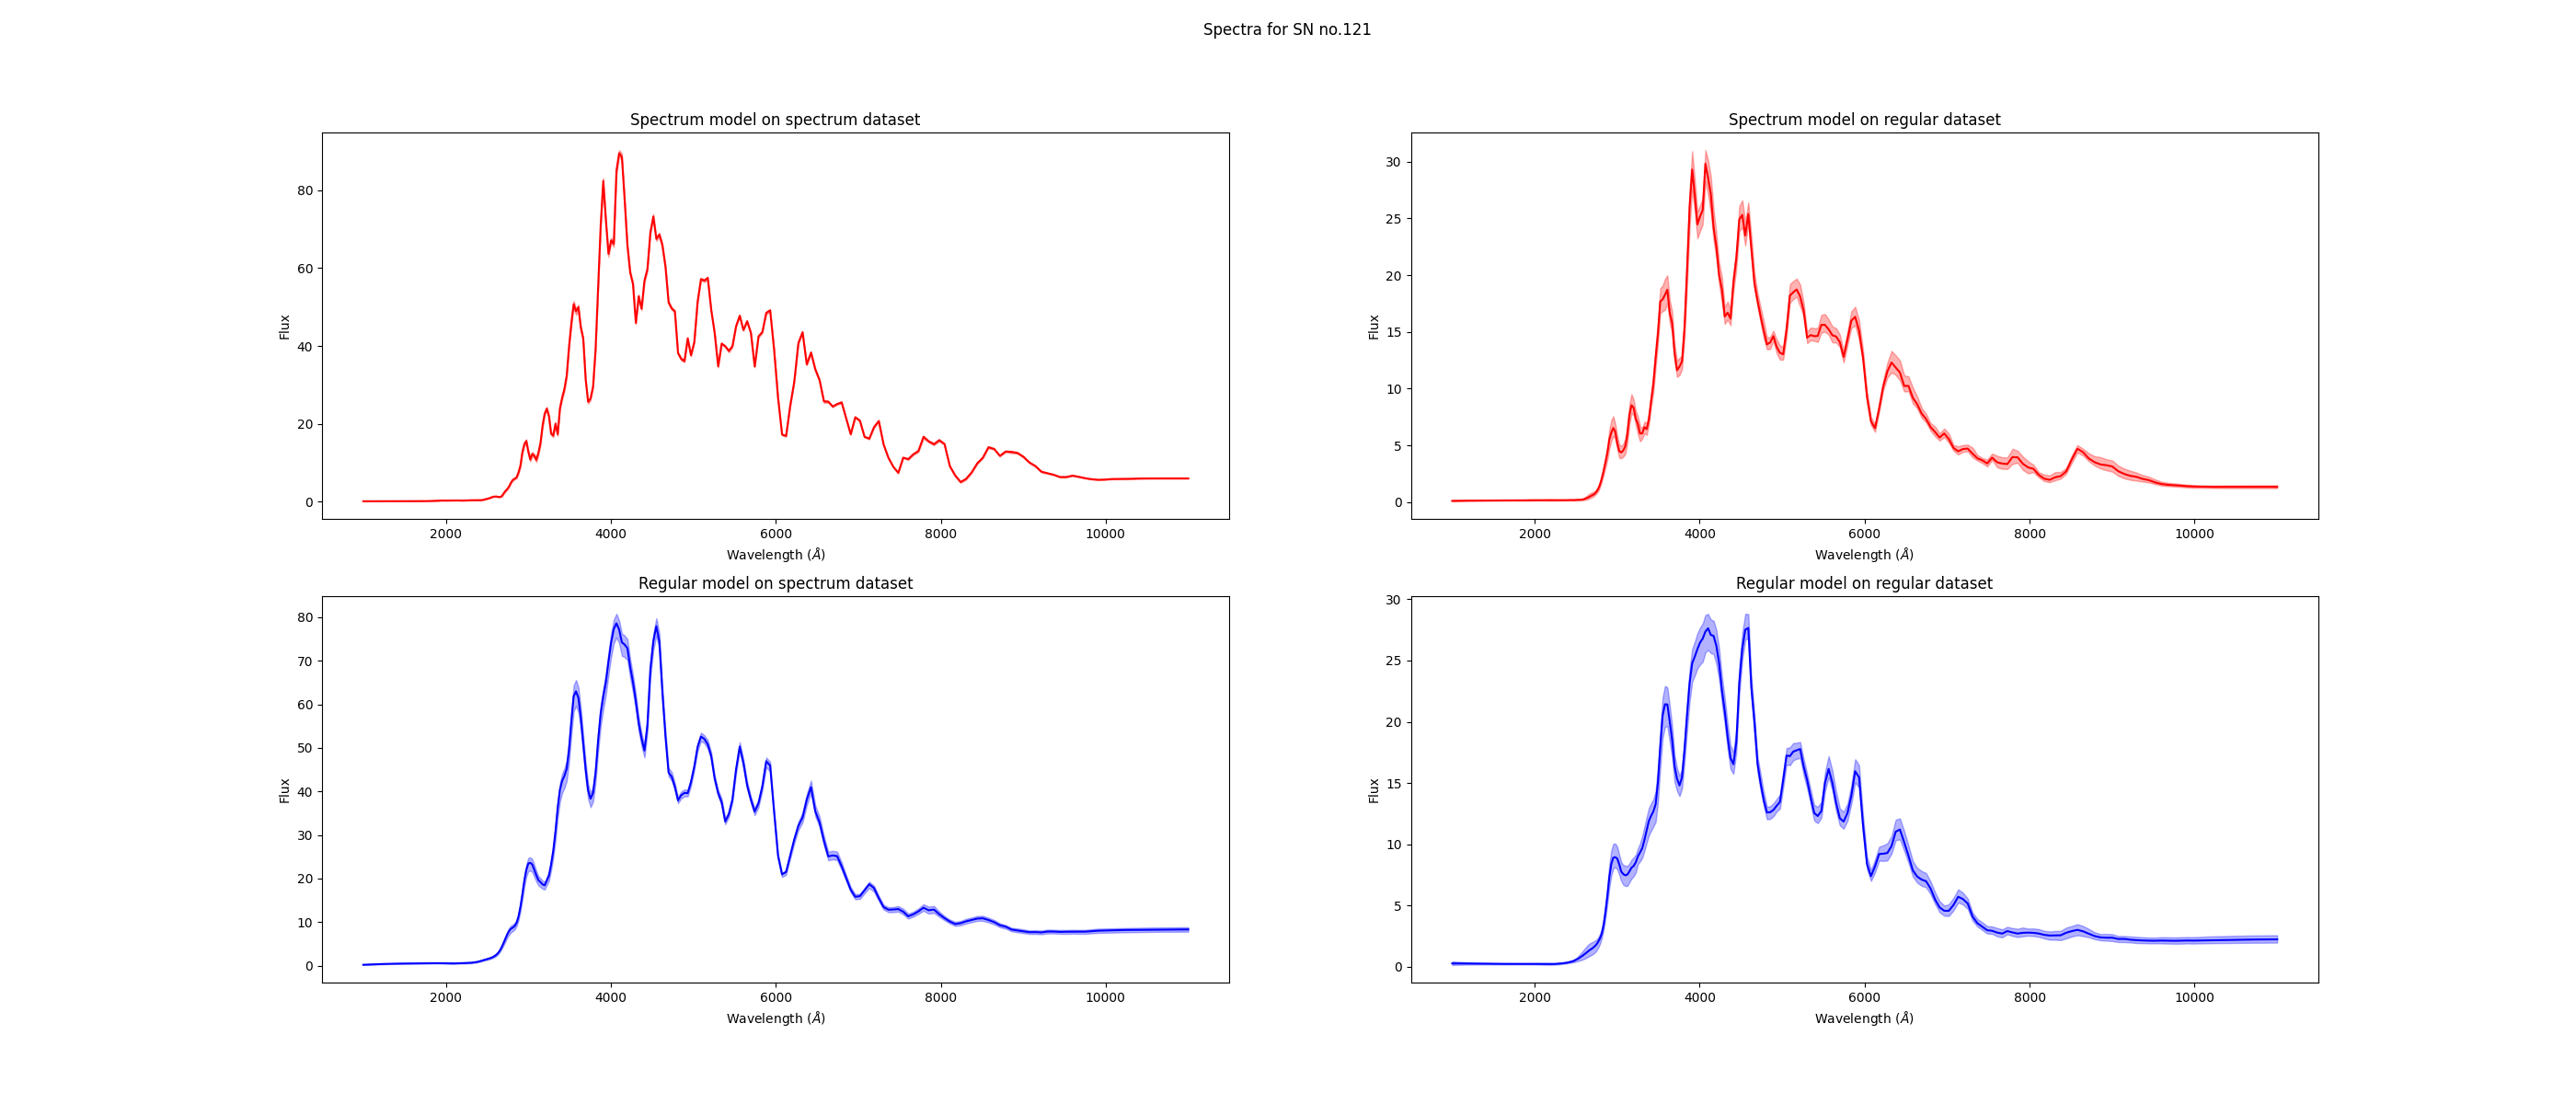 Spectra for SN no.121
Spectrum model on spectrum dataset
80
60
40
20
0
Flux
2000 4000 6000 8000 10000
Wavelength (Å)
Spectrum model on regular dataset
30
25
20
15
10
5
0
Flux
2000 4000 6000 8000 10000
Wavelength (Å)
Regular model on spectrum dataset
80
70
60
50
40
30
20
10
0
Flux
2000 4000 6000 8000 10000
Wavelength (Å)
Regular model on regular dataset
30
25
20
15
10
5
0
Flux
2000 4000 6000 8000 10000
Wavelength (Å)